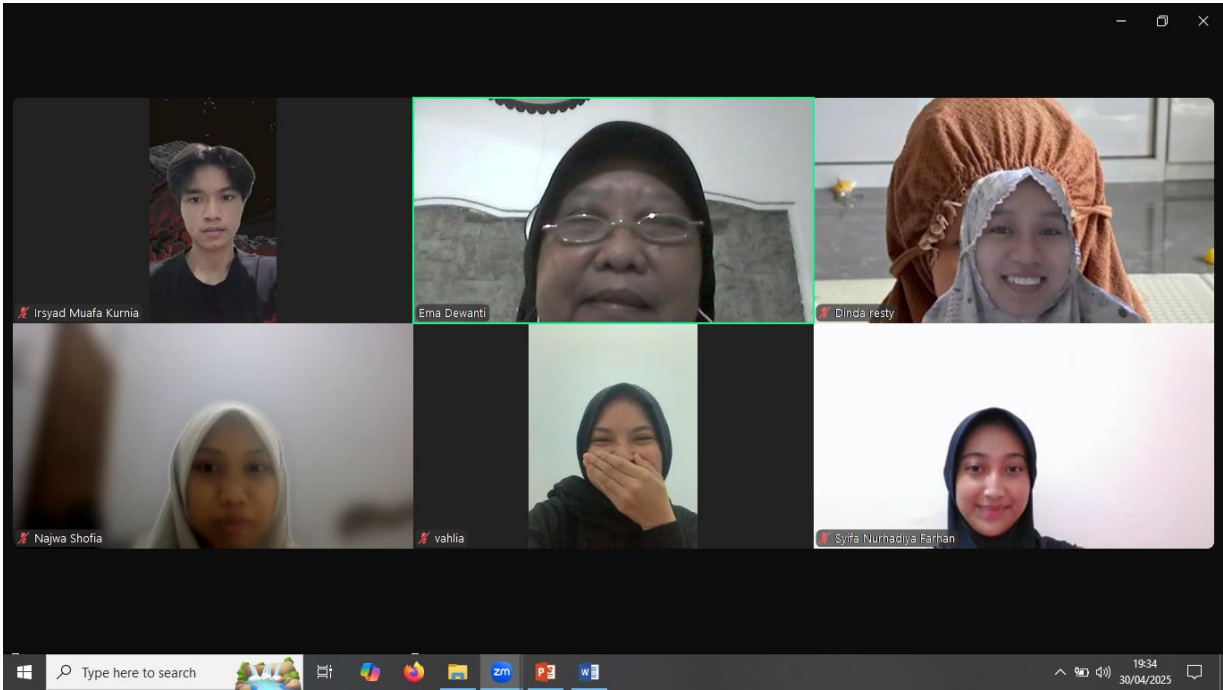 Irsyad Muafa Kurnia
Ema Dewanti
Dinda resty
Najwa Shofia
vahlia
Syifa Nurhadiya Farhan
Type here to search
zm
P
W
19:34
30/04/2025